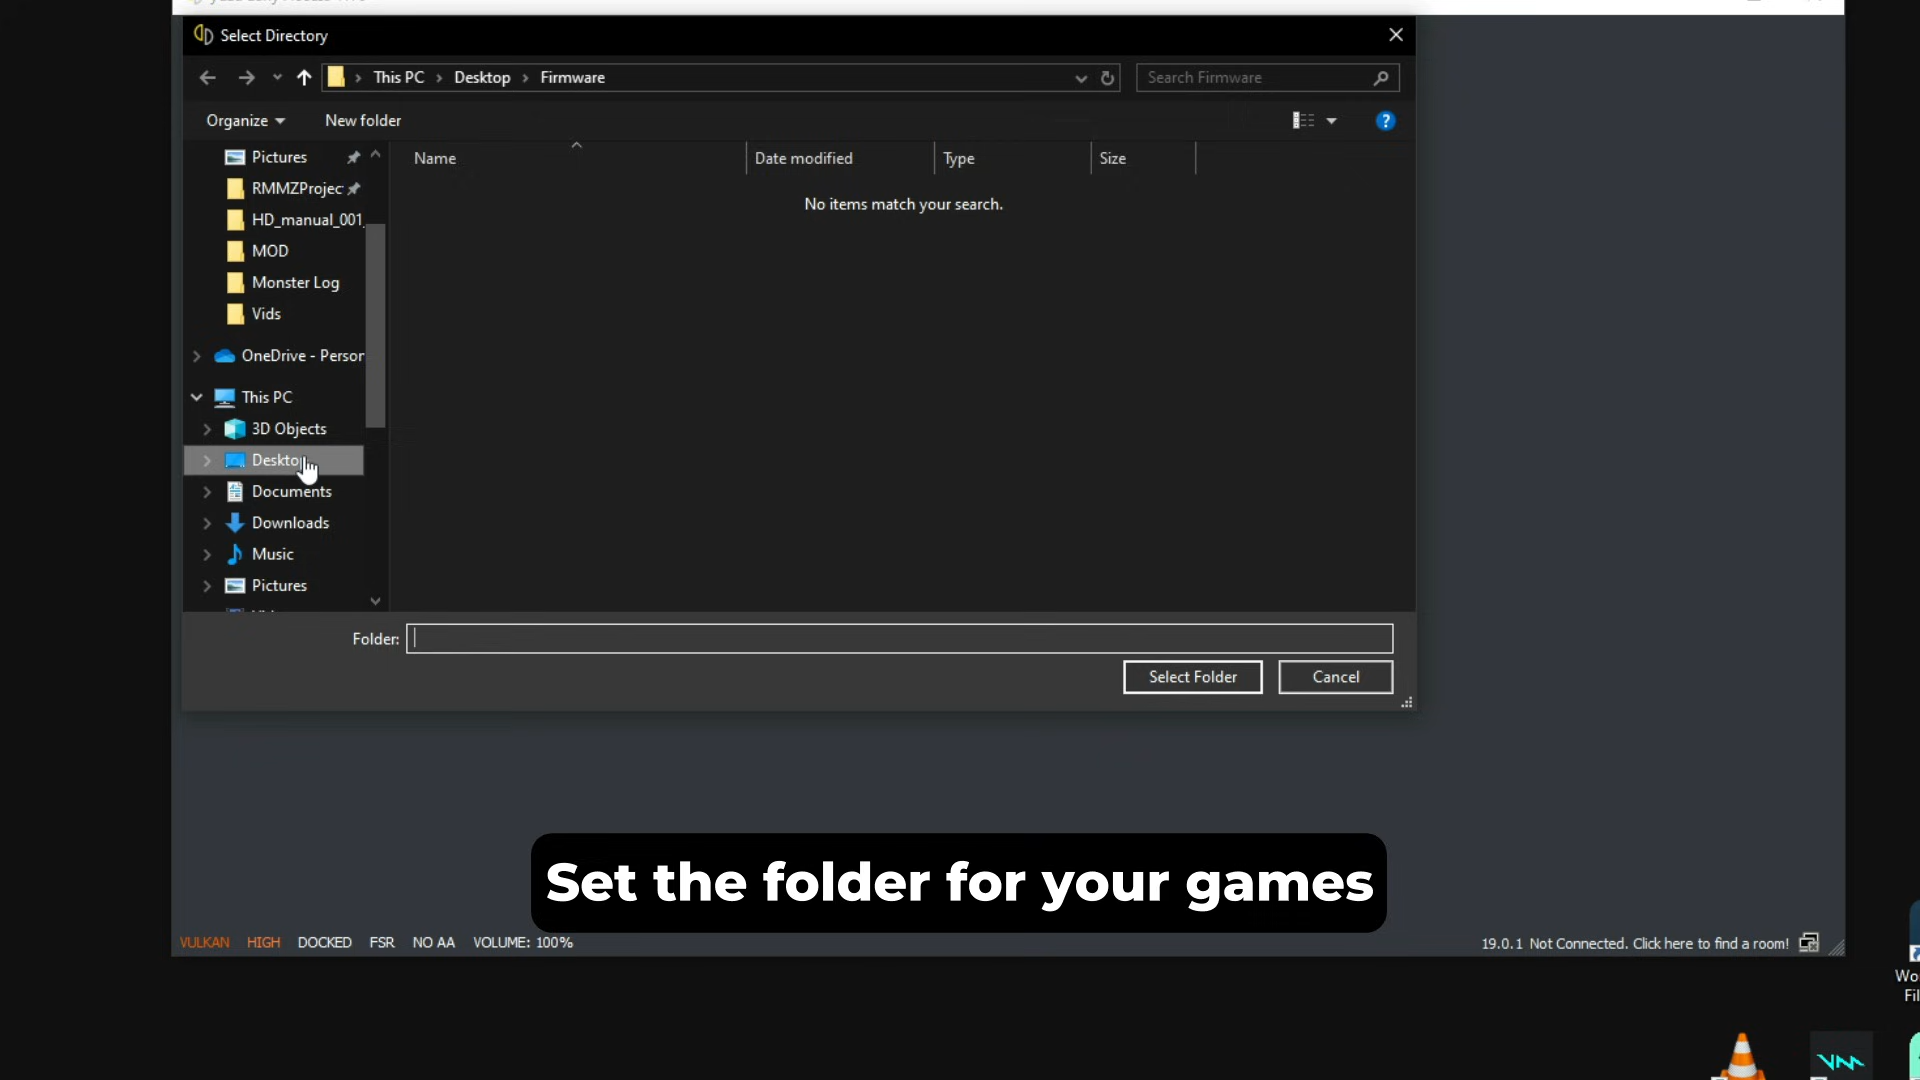 Select Directory
This PC > Desktop > Firmware
Search Firmware
Organize
New folder
Pictures
RMMZProjec
HD_manual_001_
MOD
Monster Log
Vids
OneDrive - Person
This PC
3D Objects
Desktop
Documents
Downloads
Music
Pictures
Name
Date modified
Type
Size
No items match your search.
Folder:
Select Folder
Cancel
Set the folder for your games
VULKAN HIGH DOCKED FSR NO AA VOLUME: 100%
19.0.1 Not Connected. Click here to find a room!